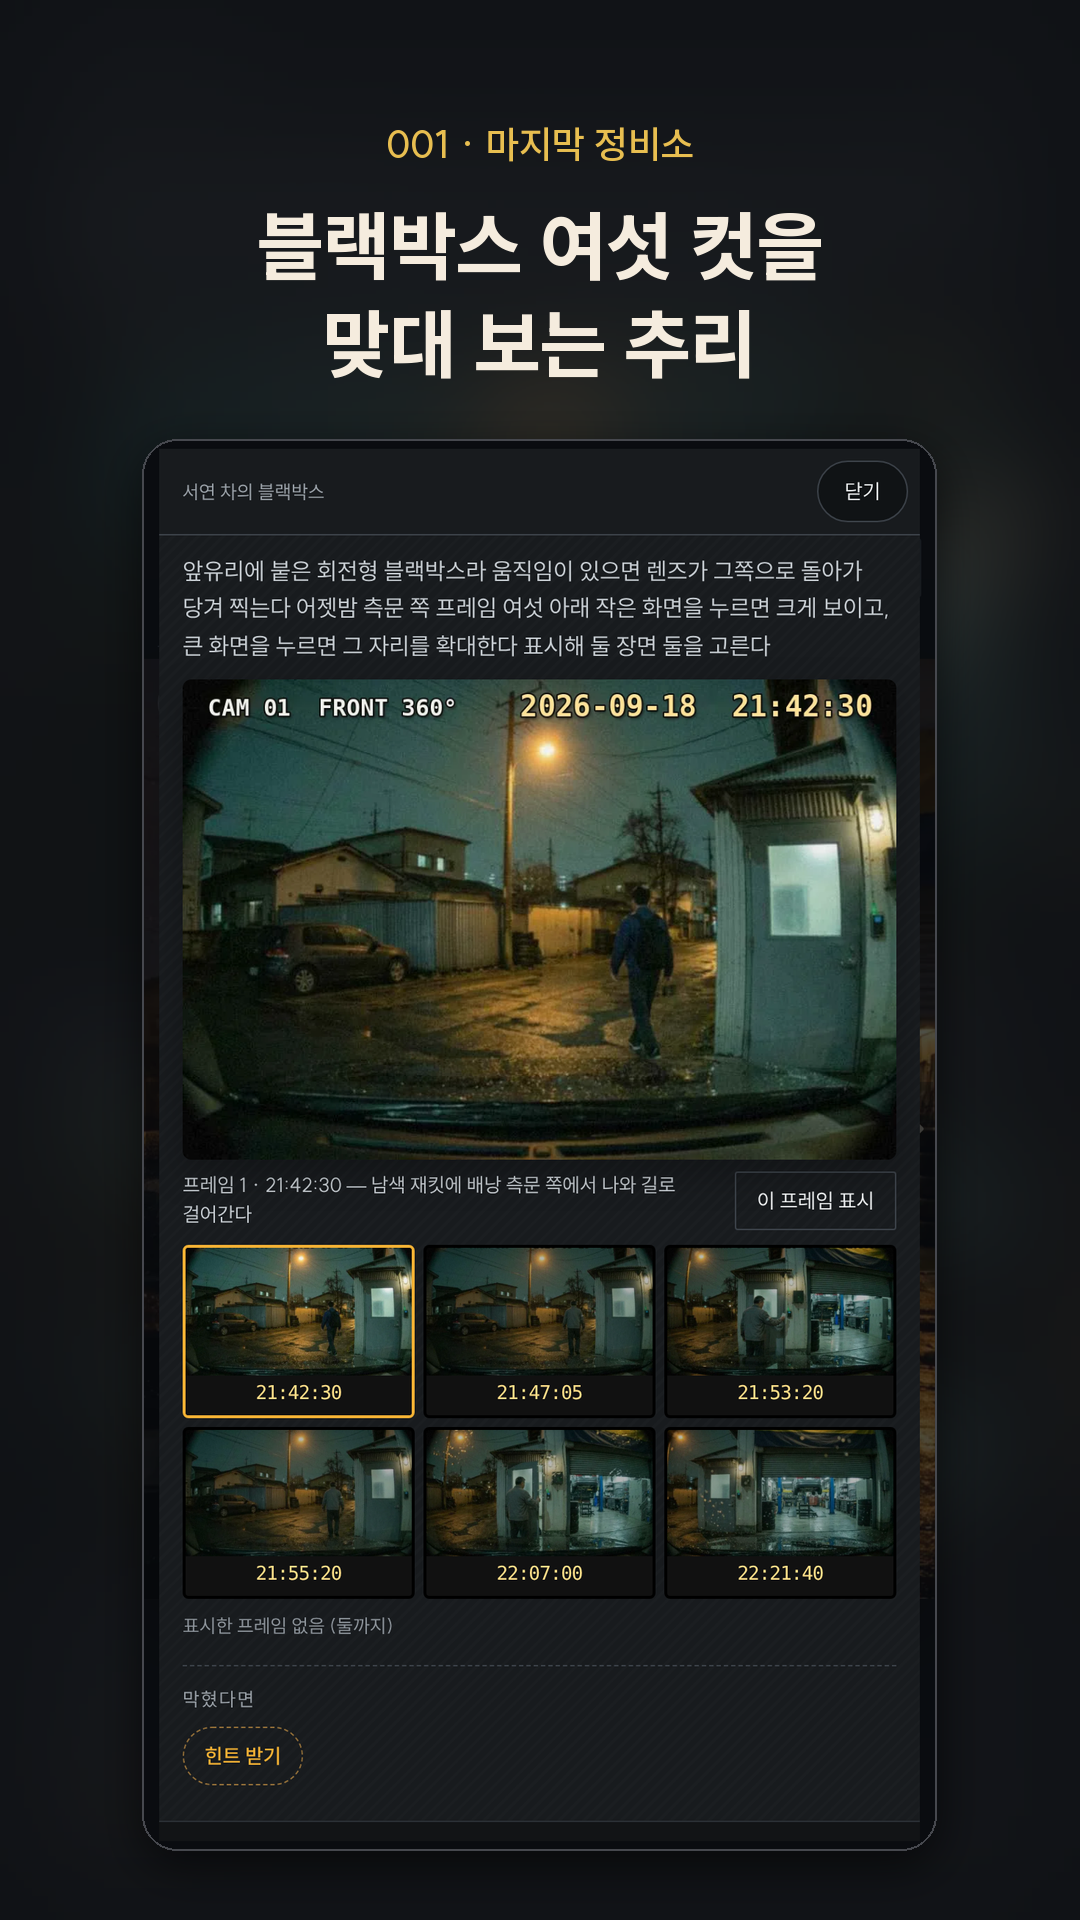 001 · 마지막 정비소
블랙박스 여섯 컷을
맞대 보는 추리
서연 차의 블랙박스
닫기
앞유리에 붙은 회전형 블랙박스라 움직임이 있으면 렌즈가 그쪽으로 돌아가
당겨 찍는다 어젯밤 측문 쪽 프레임 여섯 아래 작은 화면을 누르면 크게 보이고,
큰 화면을 누르면 그 자리를 확대한다 표시해 둘 장면 둘을 고른다
CAM 01 FRONT 360° 2026-09-18 21:42:30
프레임 1 · 21:42:30 — 남색 재킷에 배낭 측문 쪽에서 나와 길로
걸어간다
이 프레임 표시
21:42:30
21:47:05
21:53:20
21:55:20
22:07:00
22:21:40
표시한 프레임 없음 (둘까지)
막혔다면
힌트 받기